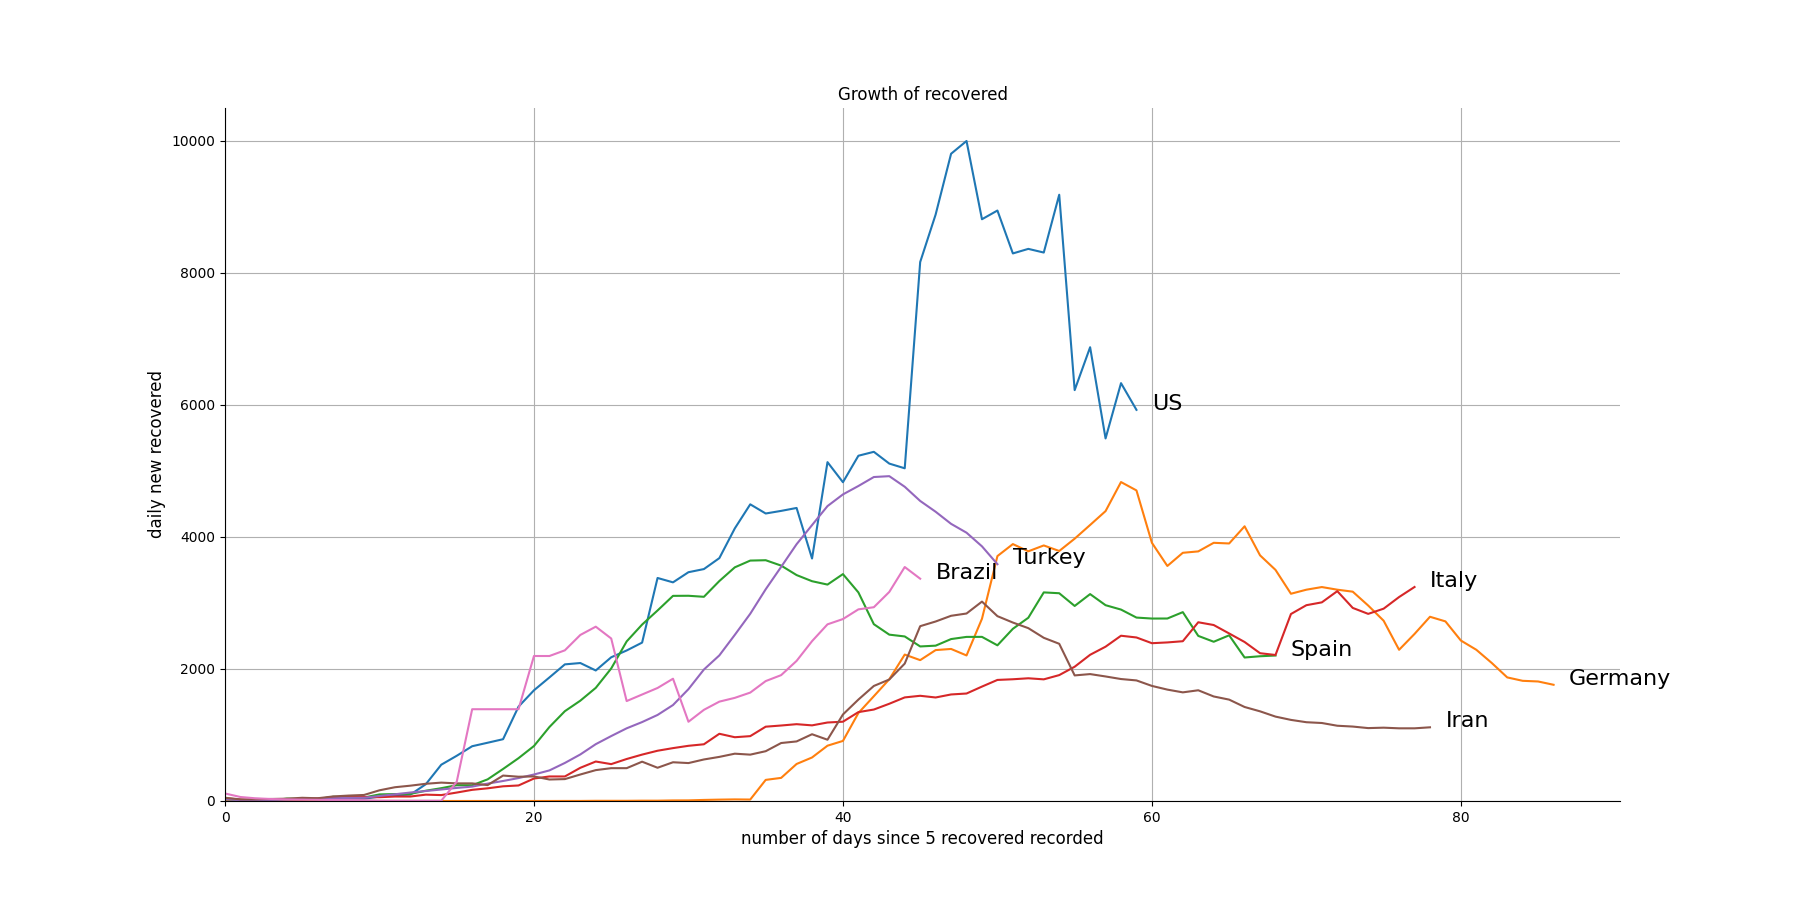 Growth of recovered
daily new recovered
10000
8000
6000
4000
2000
0
US
Turkey
Brazil
Italy
Spain
Germany
Iran
0 20 40 60 80
number of days since 5 recovered recorded